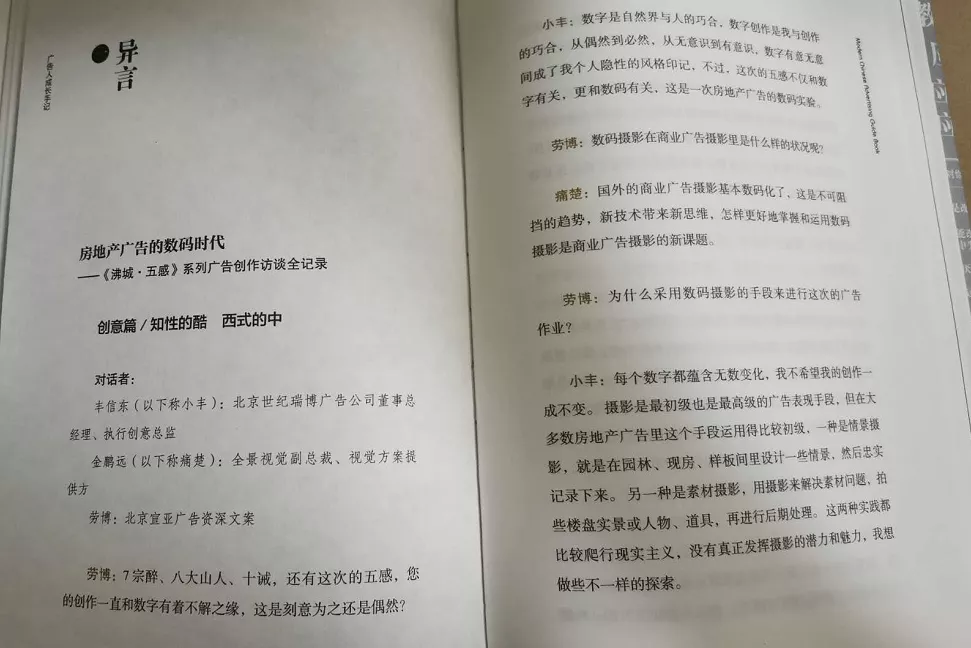 异言
广告人成长手记
房地产广告的数码时代
——《沸城·五感》系列广告创作访谈全记录
创意篇/知性的酷 西式的中
对话者：
丰信东（以下称小丰）：北京世纪瑞博广告公司董事总
经理、执行创意总监
金鹏远（以下称痛楚）：全景视觉副总裁、视觉方案提
供方
劳博：北京宣亚广告资深文案
劳博：7宗醉、八大山人、十诫，还有这次的五感，您
的创作一直和数字有着不解之缘，这是刻意为之还是偶然？
小丰：数字是自然界与人的巧合，数字创作是我与创作
的巧合，从偶然到必然，从无意识到有意识，数字有意无意
间成了我个人隐性的风格印记，不过，这次的五感不仅和数
字有关，更和数码有关，这是一次房地产广告的数码实验。
劳博：数码摄影在商业广告摄影里是什么样的状况呢？
痛楚：国外的商业广告摄影基本数码化了，这是不可阻
挡的趋势，新技术带来新思维，怎样更好地掌握和运用数码
摄影是商业广告摄影的新课题。
劳博：为什么采用数码摄影的手段来进行这次的广告
作业？
小丰：每个数字都蕴含无数变化，我不希望我的创作一
成不变。摄影是最初级也是最高级的广告表现手段，但在大
多数房地产广告里这个手段运用得比较初级，一种是情景摄
影，就是在园林、现房、样板间里设计一些情景，然后忠实
记录下来。另一种是素材摄影，用摄影来解决素材问题，拍
些楼盘实景或人物、道具，再进行后期处理。这两种实践都
比较爬行现实主义，没有真正发挥摄影的潜力和魅力，我想
做些不一样的探索。
Modern Chinese Advertising Guide Book